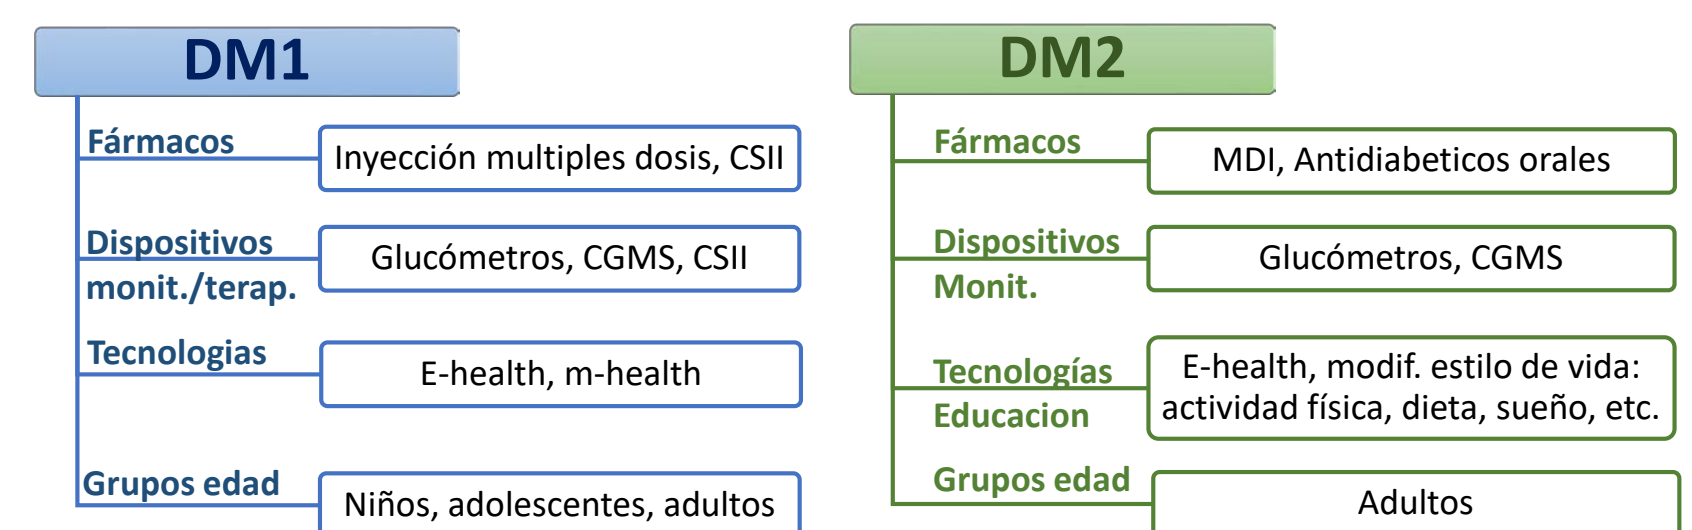 DM1
Fármacos
Inyección multiples dosis, CSII
Dispositivos
monit./terap.
Glucómetros, CGMS, CSII
Tecnologias
E-health, m-health
Grupos edad
Niños, adolescentes, adultos
DM2
Fármacos
MDI, Antidiabeticos orales
Dispositivos
Monit.
Glucómetros, CGMS
Tecnologías
Educacion
E-health, modif. estilo de vida:
actividad física, dieta, sueño, etc.
Grupos edad
Adultos